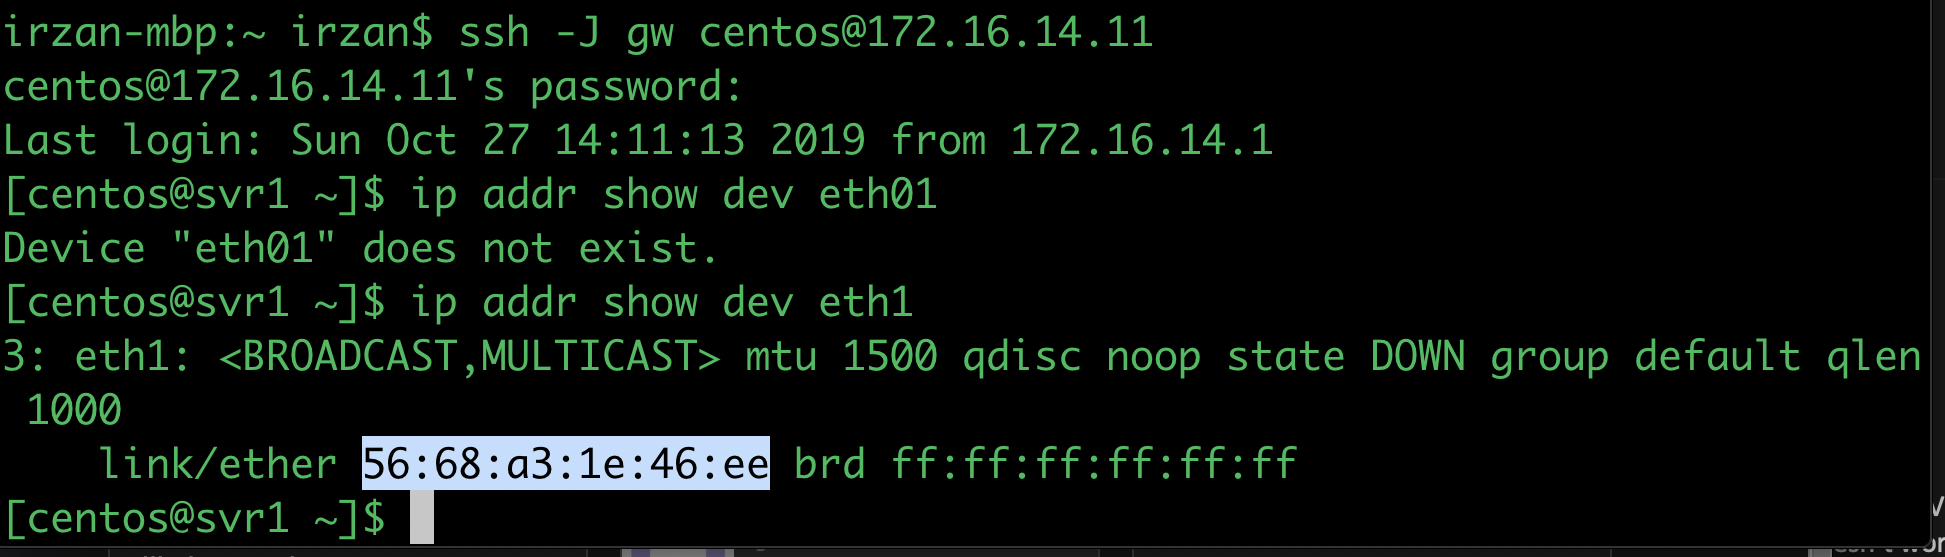 irzan-mbp:~ irzan$ ssh -J gw centos@172.16.14.11
centos@172.16.14.11's password:
Last login: Sun Oct 27 14:11:13 2019 from 172.16.14.1
[centos@svr1 ~]$ ip addr show dev eth01
Device "eth01" does not exist.
[centos@svr1 ~]$ ip addr show dev eth1
3: eth1: <BROADCAST,MULTICAST> mtu 1500 qdisc noop state DOWN group default qlen
 1000
    link/ether 56:68:a3:1e:46:ee brd ff:ff:ff:ff:ff:ff
[centos@svr1 ~]$